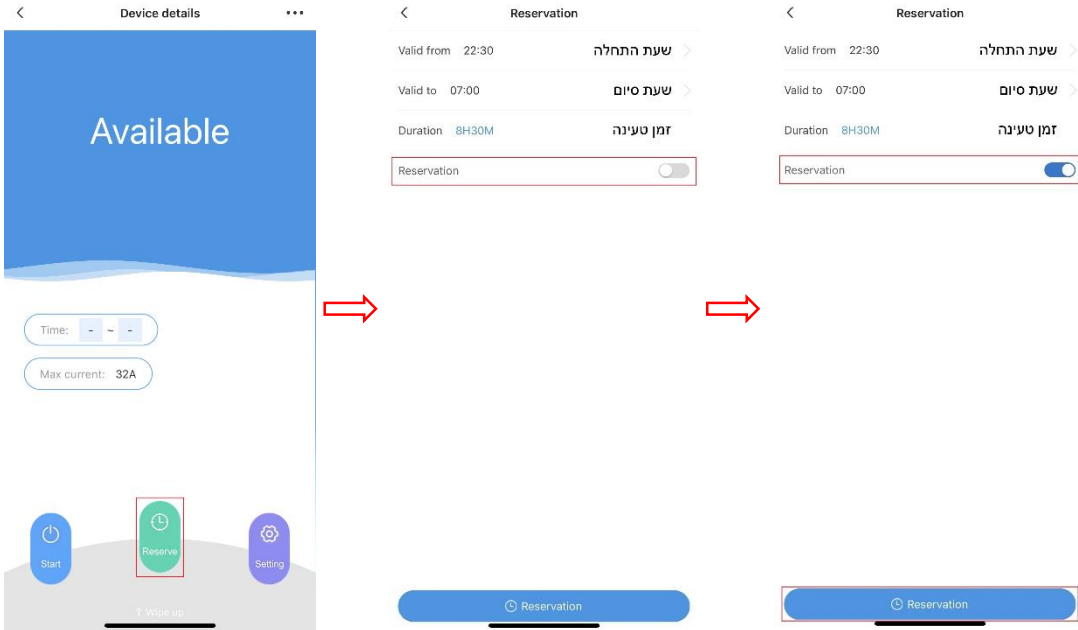 Device details
Available
Time: - ~ -
Max current: 32A
Start
Reserve
Setting
↑ Wipe up
Reservation
Valid from 22:30 שעת התחלה
Valid to 07:00 שעת סיום
Duration 8H30M זמן טעינה
Reservation
Reservation
Reservation
Valid from 22:30 שעת התחלה
Valid to 07:00 שעת סיום
Duration 8H30M זמן טעינה
Reservation
Reservation